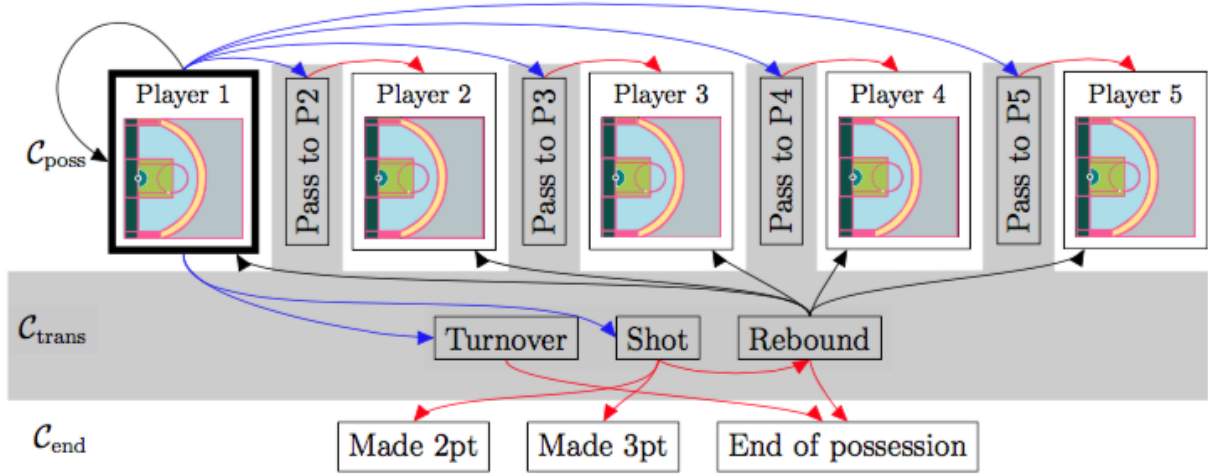 Player 1
Pass to P2
Player 2
Pass to P3
Player 3
Pass to P4
Player 4
Pass to P5
Player 5
𝒞poss
𝒞trans
Turnover
Shot
Rebound
𝒞end
Made 2pt
Made 3pt
End of possession